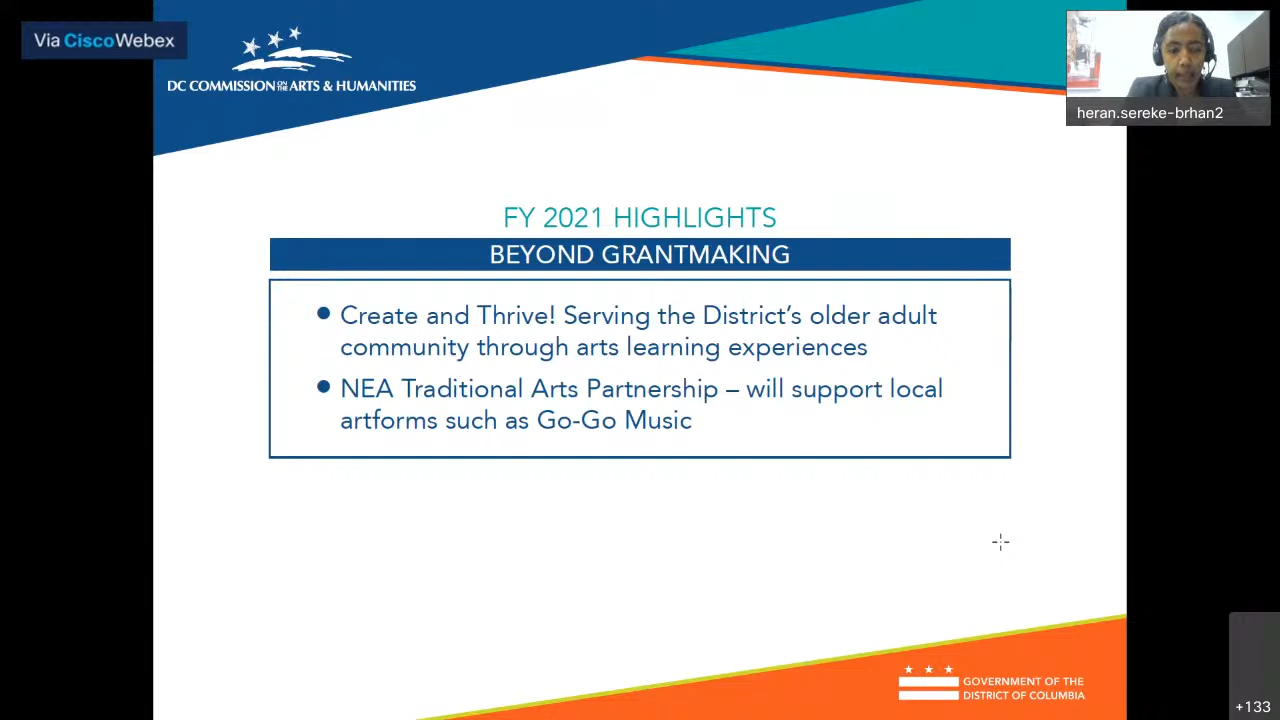 Via CiscoWebex
DC COMMISSION ON THE ARTS & HUMANITIES
heran.sereke-brhan2
FY 2021 HIGHLIGHTS
BEYOND GRANTMAKING
● Create and Thrive! Serving the District’s older adult
community through arts learning experiences
● NEA Traditional Arts Partnership – will support local
artforms such as Go-Go Music
GOVERNMENT OF THE
DISTRICT OF COLUMBIA
+133